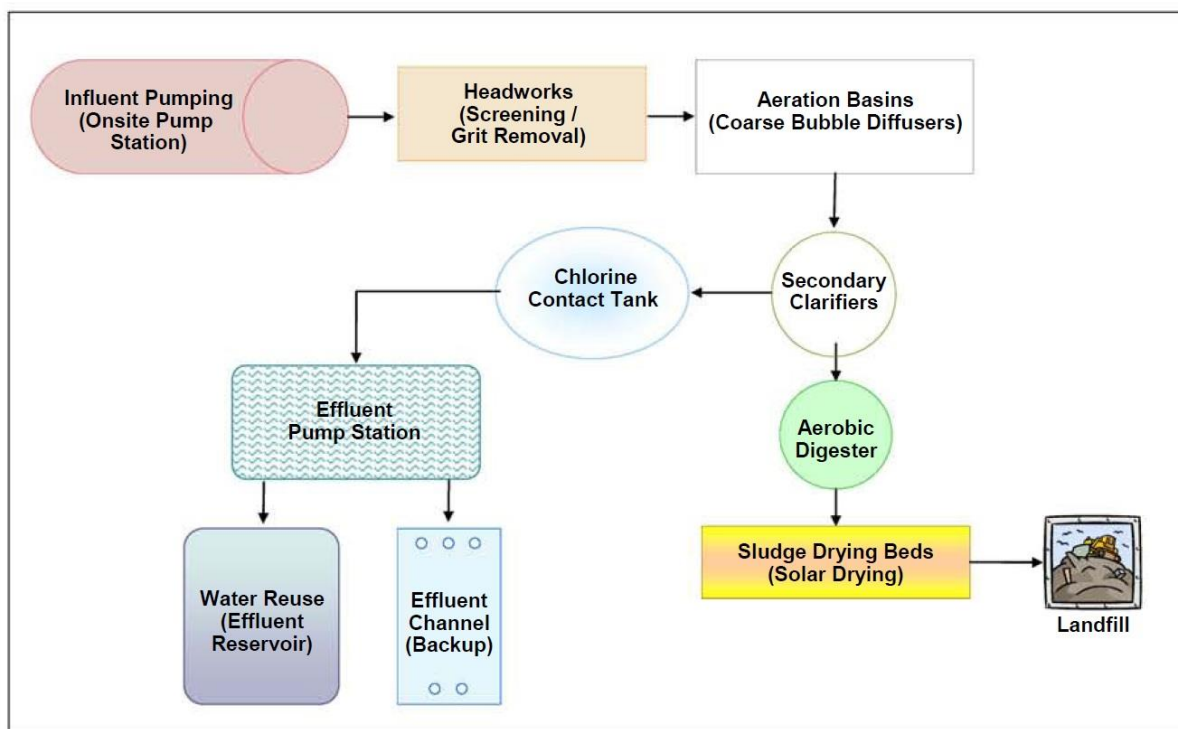 Influent Pumping
(Onsite Pump
Station)
Headworks
(Screening /
Grit Removal)
Aeration Basins
(Coarse Bubble Diffusers)
Chlorine
Contact Tank
Secondary
Clarifiers
Effluent
Pump Station
Aerobic
Digester
Water Reuse
(Effluent
Reservoir)
Effluent
Channel
(Backup)
Sludge Drying Beds
(Solar Drying)
Landfill